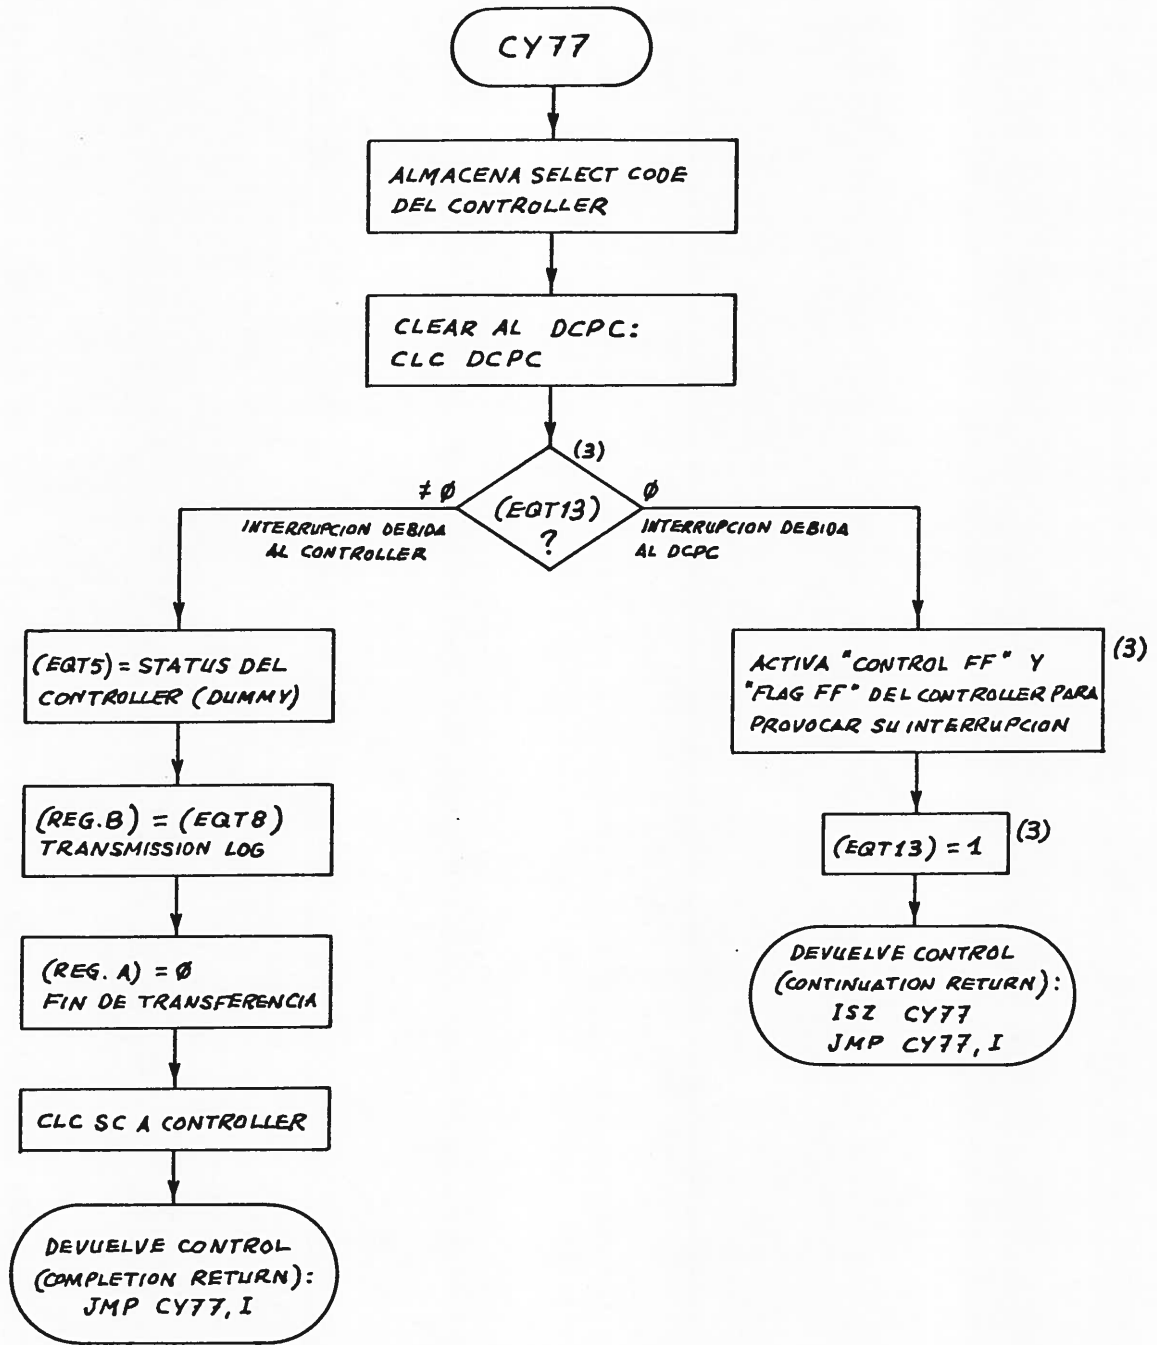 CY77
ALMACENA SELECT CODE
DEL CONTROLLER
CLEAR AL DCPC:
CLC DCPC
(3)
≠ Ø
(EQT13)
?
Ø
INTERRUPCION DEBIDA
AL CONTROLLER
INTERRUPCION DEBIDA
AL DCPC
(EQT5) = STATUS DEL
CONTROLLER (DUMMY)
(REG.B) = (EQT8)
TRANSMISSION LOG
(REG. A) = Ø
FIN DE TRANSFERENCIA
CLC SC A CONTROLLER
DEVUELVE CONTROL
(COMPLETION RETURN):
JMP CY77, I
(3)
ACTIVA "CONTROL FF" Y
"FLAG FF" DEL CONTROLLER PARA
PROVOCAR SU INTERRUPCION
(EQT13) = 1
(3)
DEVUELVE CONTROL
(CONTINUATION RETURN):
ISZ CY77
JMP CY77, I